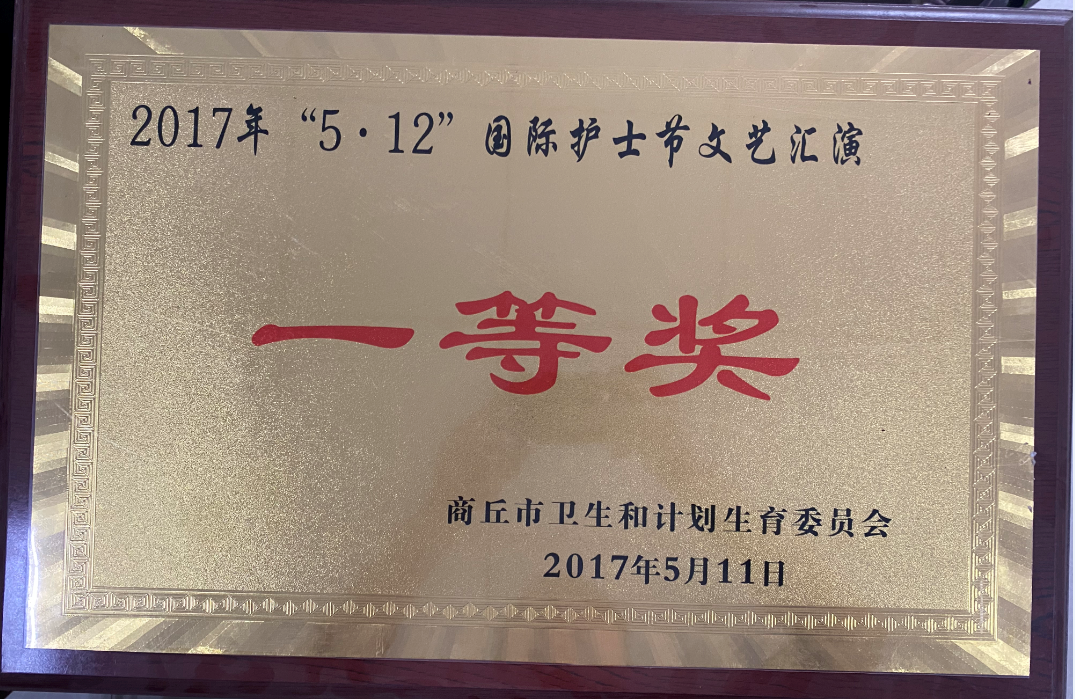 2017年“5·12”国际护士节文艺汇演
一等奖
商丘市卫生和计划生育委员会
2017年5月11日